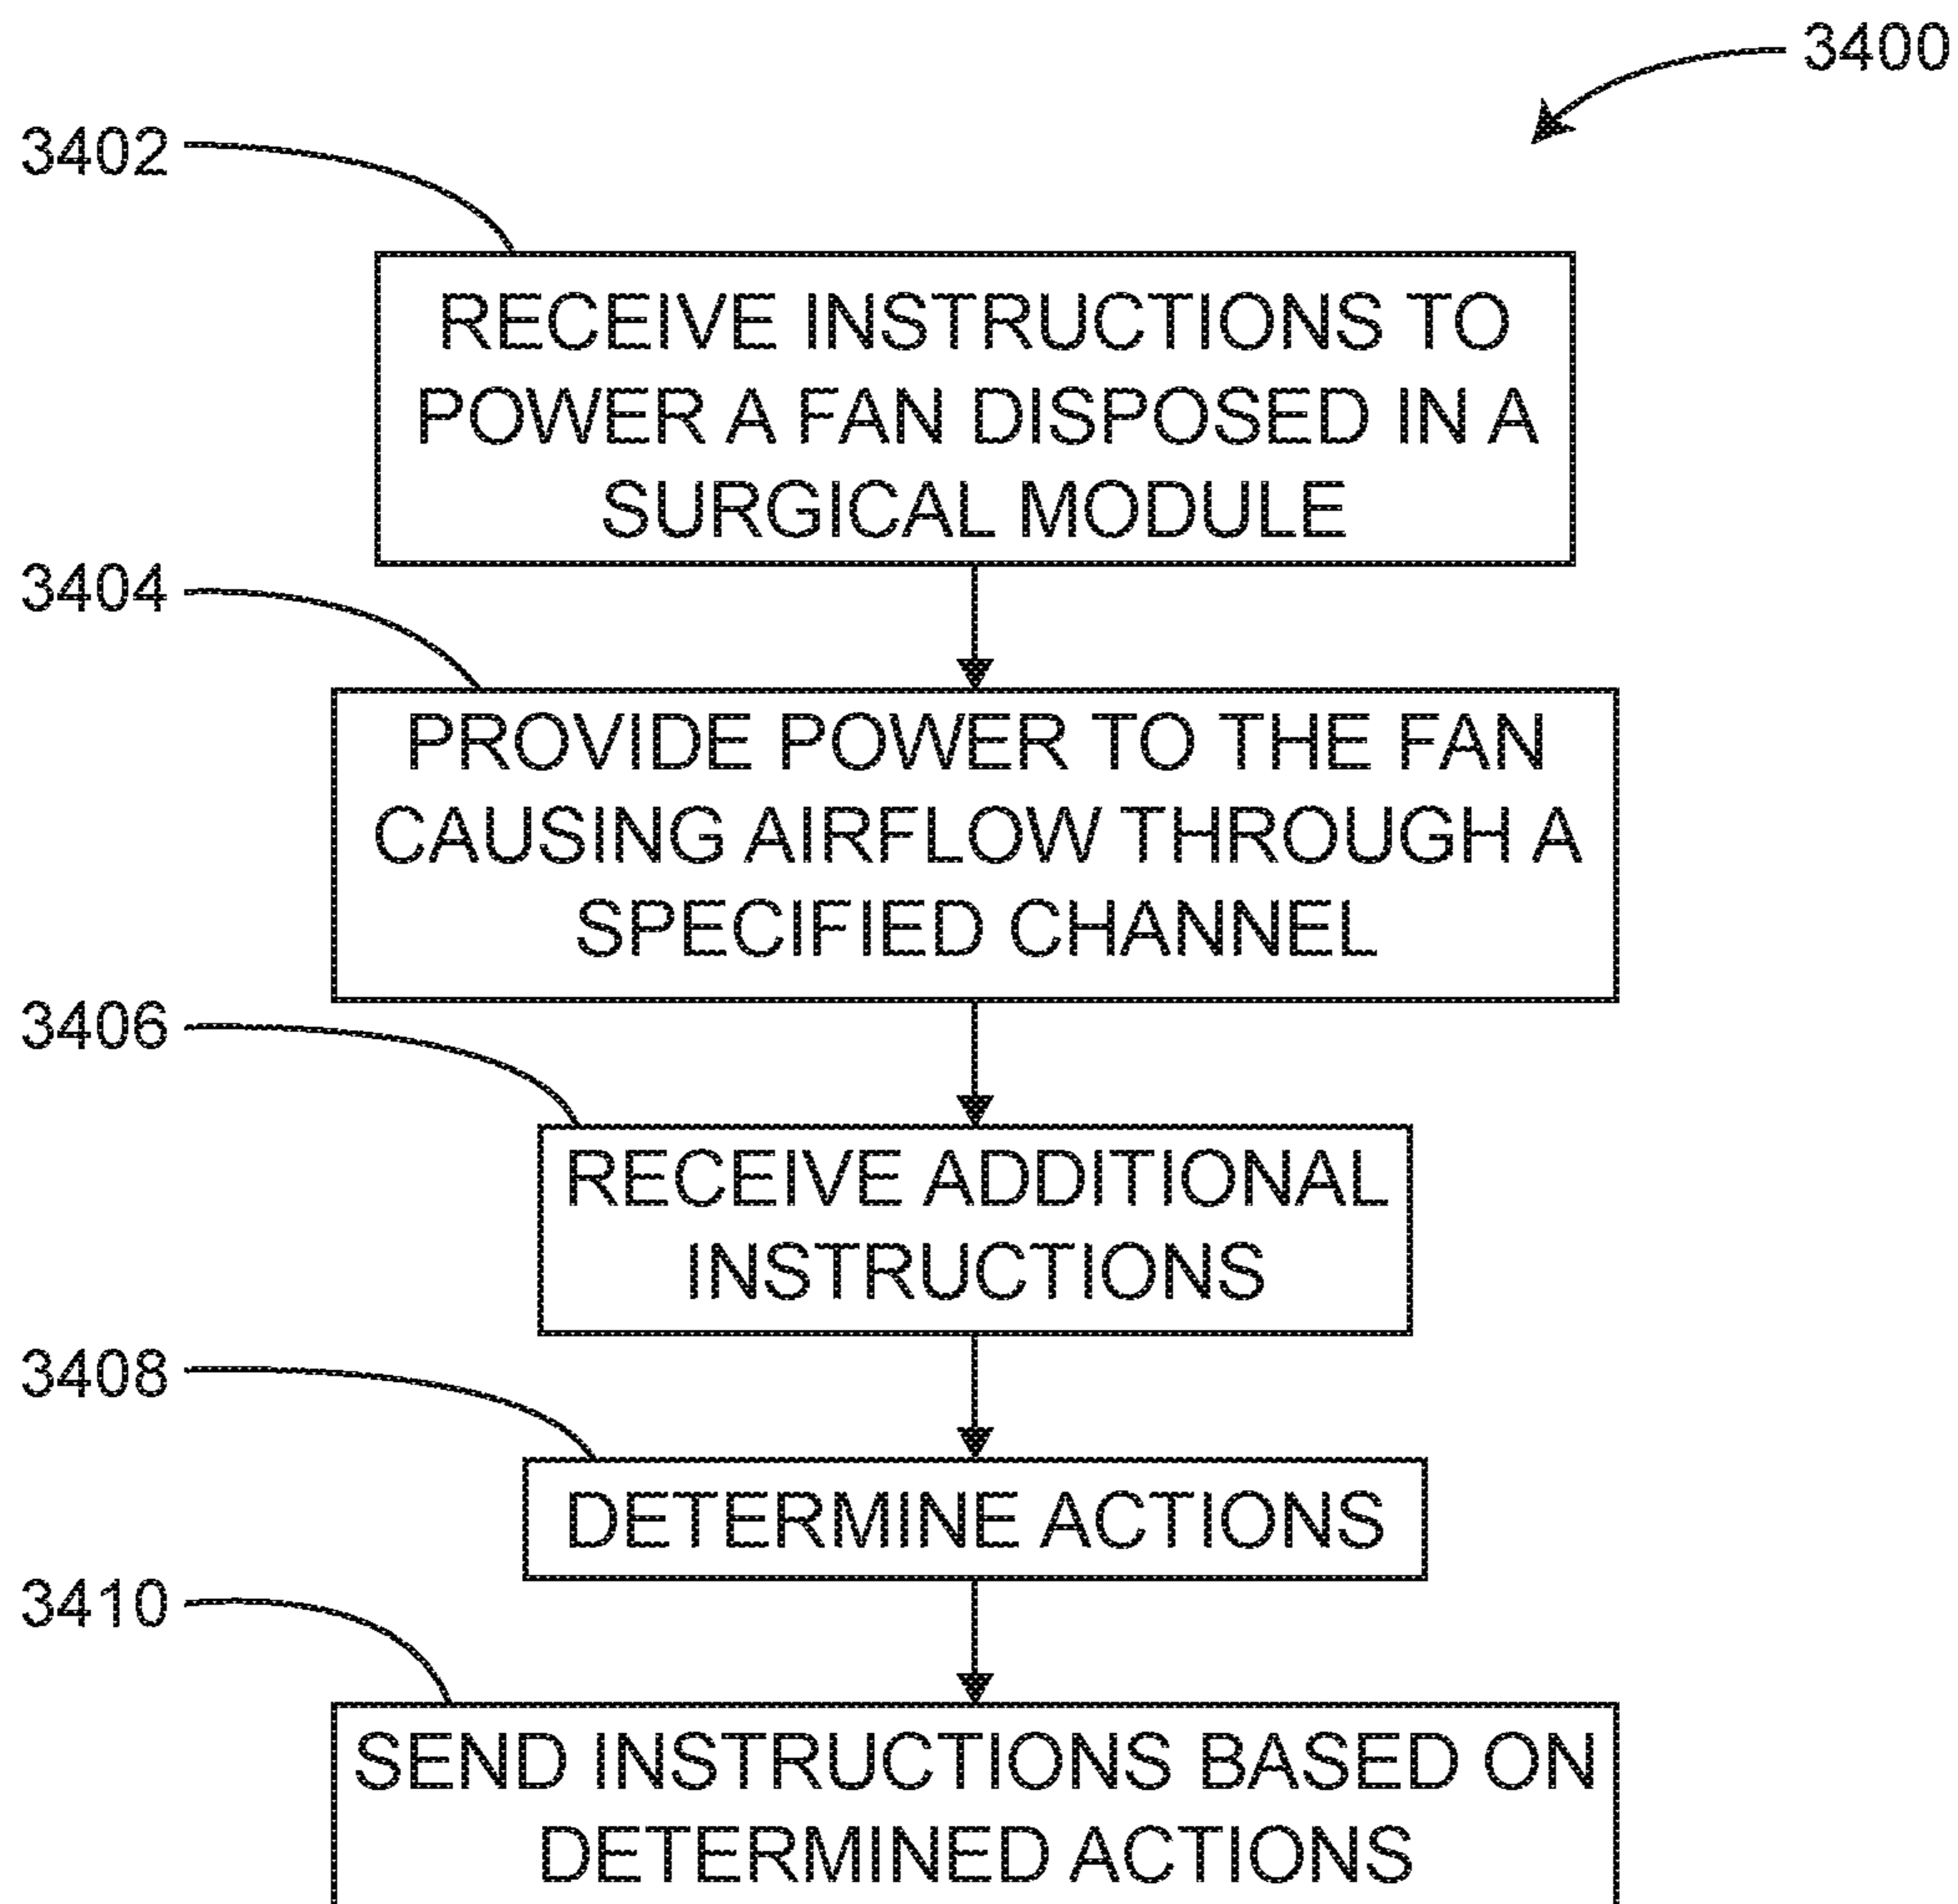 3400
3402
RECEIVE INSTRUCTIONS TO
POWER A FAN DISPOSED IN A
SURGICAL MODULE
3404
PROVIDE POWER TO THE FAN
CAUSING AIRFLOW THROUGH A
SPECIFIED CHANNEL
3406
RECEIVE ADDITIONAL
INSTRUCTIONS
3408
DETERMINE ACTIONS
3410
SEND INSTRUCTIONS BASED ON
DETERMINED ACTIONS